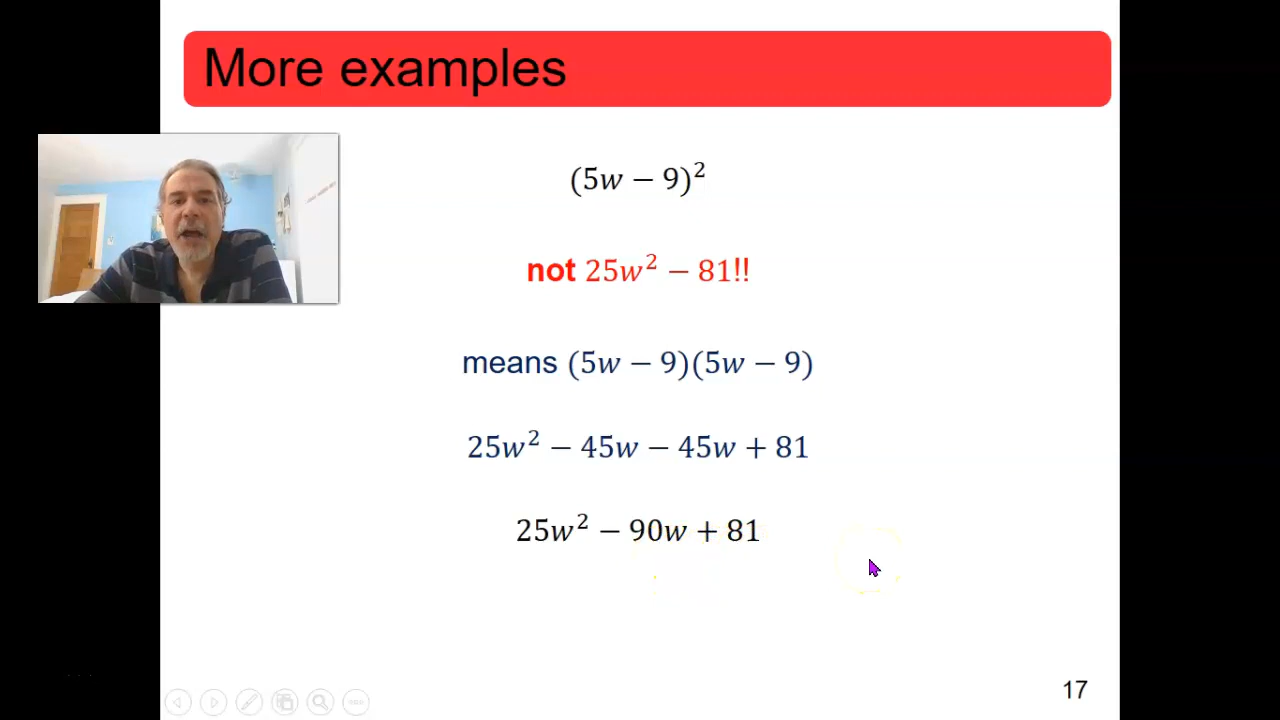 More examples
(5w − 9)²
not 25w² − 81!!
means (5w − 9)(5w − 9)
25w² − 45w − 45w + 81
25w² − 90w + 81
17